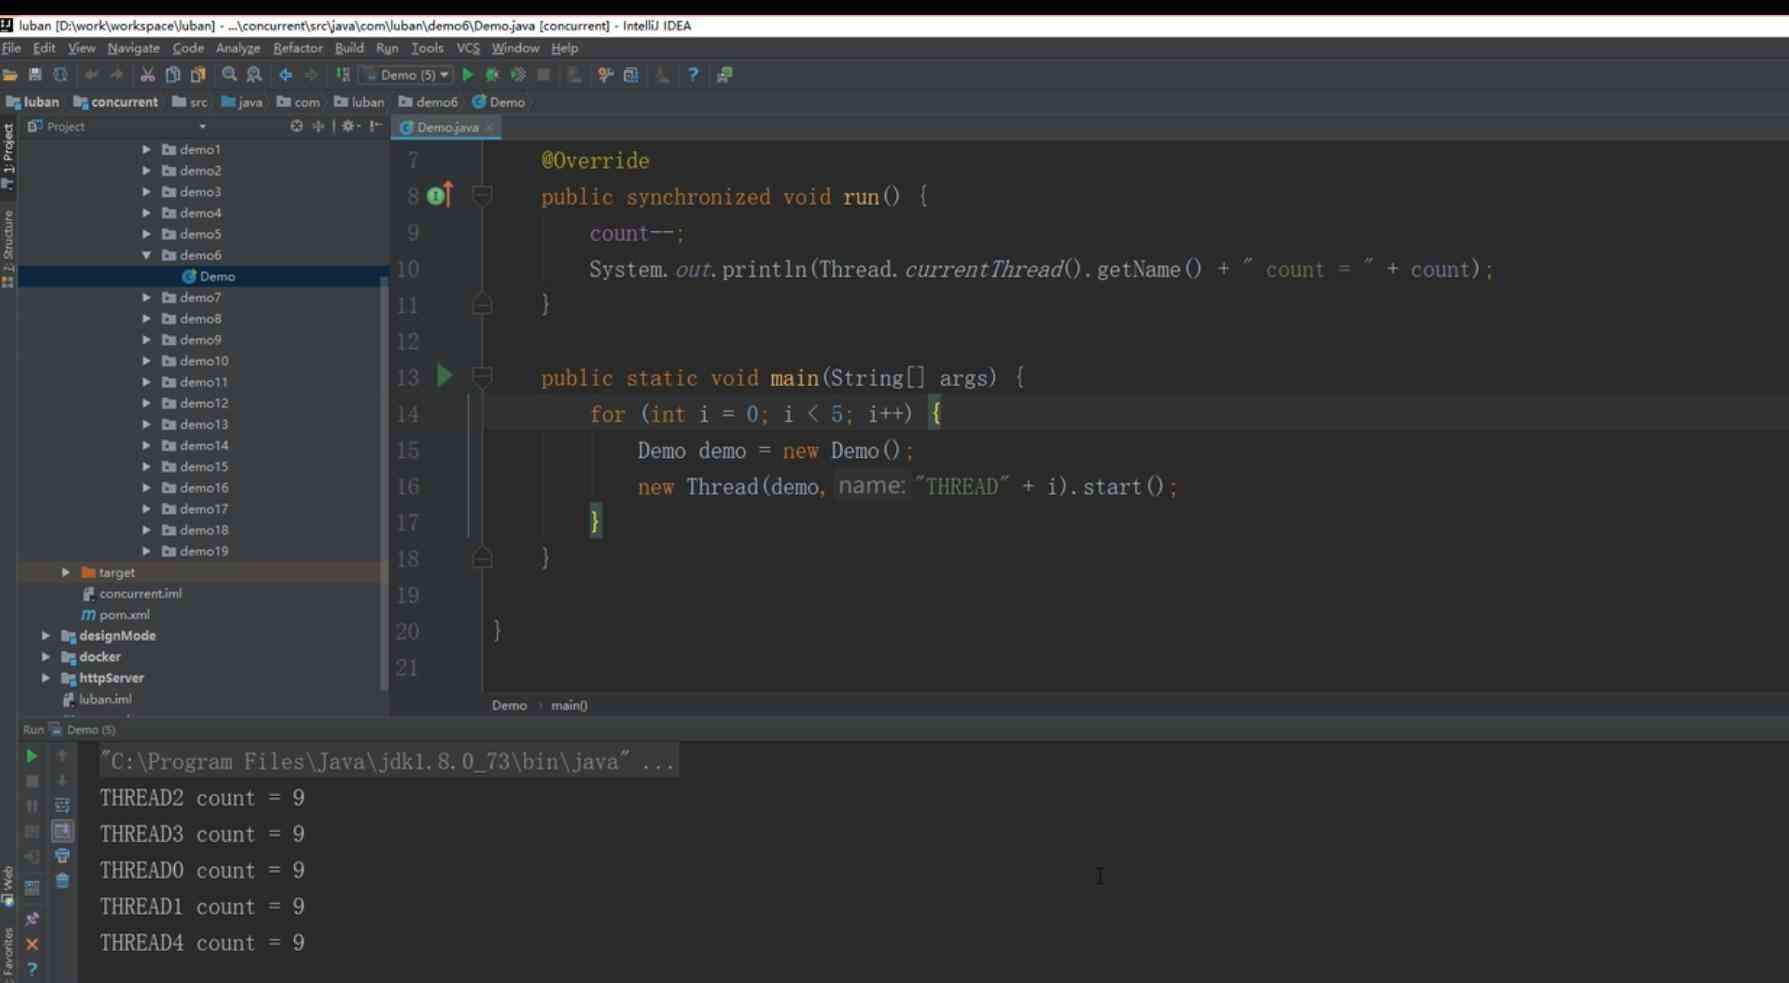 luban [D:\work\workspace\luban] - ...\concurrent\src\java\com\luban\demo6\Demo.java [concurrent] - IntelliJ IDEA
File Edit View Navigate Code Analyze Refactor Build Run Tools VCS Window Help
Demo (5)
luban concurrent src java com luban demo6 Demo
Project
Demo.java
1: Project
7: Structure
Web
Favorites
demo1
demo2
demo3
demo4
demo5
demo6
Demo
demo7
demo8
demo9
demo10
demo11
demo12
demo13
demo14
demo15
demo16
demo17
demo18
demo19
target
concurrent.iml
pom.xml
designMode
docker
httpServer
luban.iml
7 @Override
8 public synchronized void run() {
9 count--;
10 System.out.println(Thread.currentThread().getName() + " count = " + count);
11 }
12
13 public static void main(String[] args) {
14 for (int i = 0; i < 5; i++) {
15 Demo demo = new Demo();
16 new Thread(demo, name: "THREAD" + i).start();
17 }
18 }
19
20 }
21
Demo › main()
Run Demo (5)
"C:\Program Files\Java\jdk1.8.0_73\bin\java" ...
THREAD2 count = 9
THREAD3 count = 9
THREAD0 count = 9
THREAD1 count = 9
THREAD4 count = 9